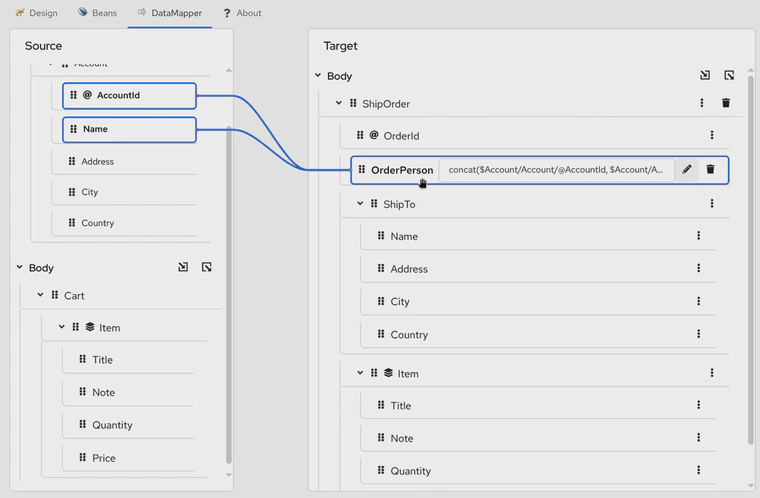 Design Beans DataMapper ? About
Source
Account
@ AccountId
Name
Address
City
Country
Body
Cart
Item
Title
Note
Quantity
Price
Target
Body
ShipOrder
@ OrderId
OrderPerson concat($Account/Account/@AccountId, $Account/A...
ShipTo
Name
Address
City
Country
Item
Title
Note
Quantity